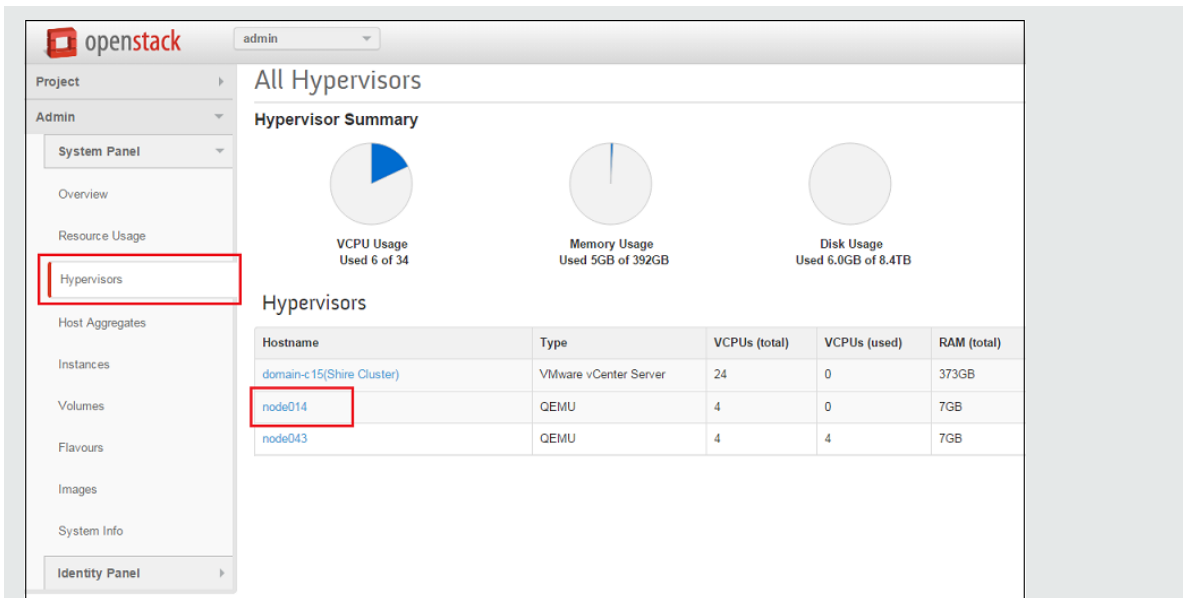 openstack
admin
Project
Admin
System Panel
Overview
Resource Usage
Hypervisors
Host Aggregates
Instances
Volumes
Flavours
Images
System Info
Identity Panel
All Hypervisors
Hypervisor Summary
VCPU Usage
Used 6 of 34
Memory Usage
Used 5GB of 392GB
Disk Usage
Used 6.0GB of 8.4TB
Hypervisors
Hostname Type VCPUs (total) VCPUs (used) RAM (total)
domain-c15(Shire Cluster) VMware vCenter Server 24 0 373GB
node014 QEMU 4 0 7GB
node043 QEMU 4 4 7GB